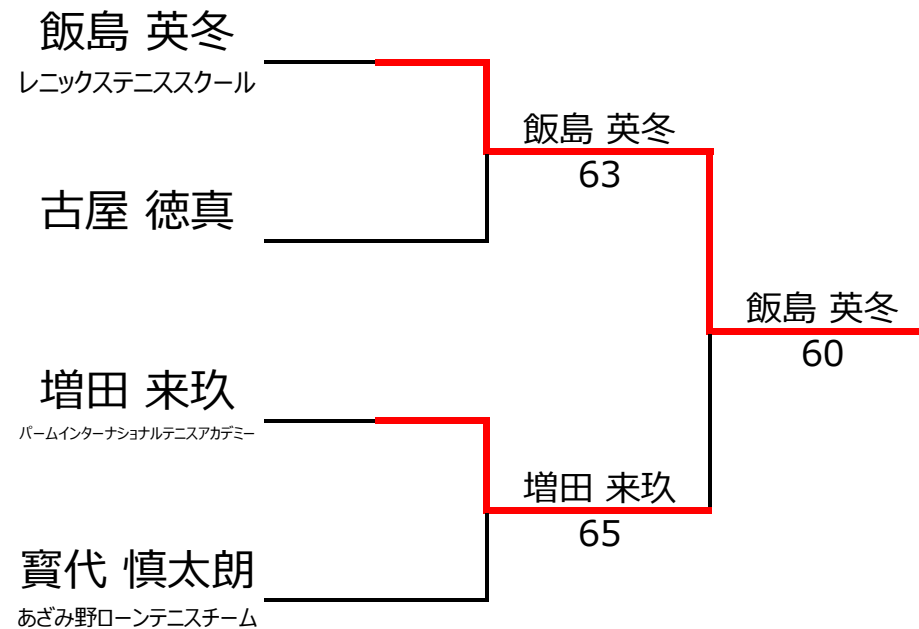 飯島 英冬
レニックステニススクール
飯島 英冬
63
古屋 徳真
飯島 英冬
60
増田 来玖
パームインターナショナルテニスアカデミー
増田 来玖
65
寳代 慎太朗
あざみ野ローンテニスチーム